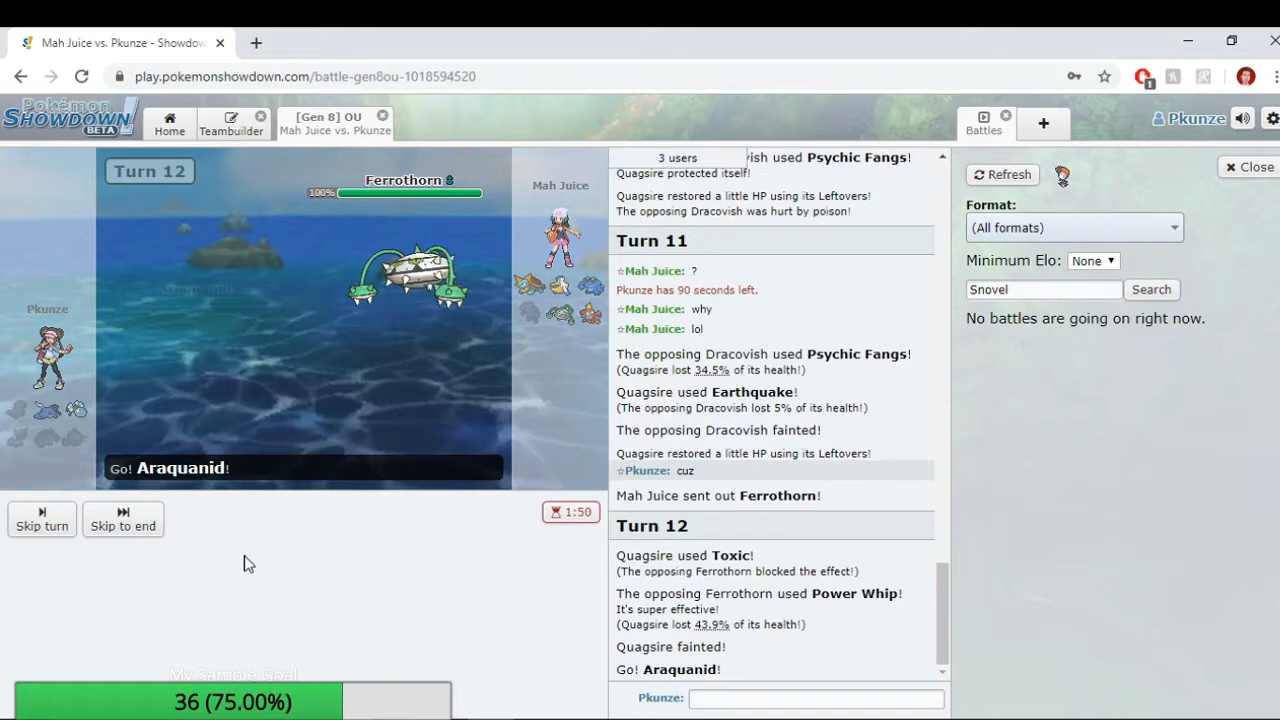 Mah Juice vs. Pkunze - Showdow
play.pokemonshowdown.com/battle-gen8ou-1018594520
1
Pokémon
SHOWDOWN!
BETA
Home
Teambuilder
[Gen 8] OU
Mah Juice vs. Pkunze
Battles
Pkunze
Turn 12
Ferrothorn
100%
Mah Juice
Pkunze
Go! Araquanid!
Skip turn
Skip to end
1:50
My Sample Goal
36 (75.00%)
3 users
vish used Psychic Fangs!
Quagsire protected itself!
Quagsire restored a little HP using its Leftovers!
The opposing Dracovish was hurt by poison!
Turn 11
☆Mah Juice: ?
Pkunze has 90 seconds left.
☆Mah Juice: why
☆Mah Juice: lol
The opposing Dracovish used Psychic Fangs!
(Quagsire lost 34.5% of its health!)
Quagsire used Earthquake!
(The opposing Dracovish lost 5% of its health!)
The opposing Dracovish fainted!
Quagsire restored a little HP using its Leftovers!
☆Pkunze: cuz
Mah Juice sent out Ferrothorn!
Turn 12
Quagsire used Toxic!
(The opposing Ferrothorn blocked the effect!)
The opposing Ferrothorn used Power Whip!
It's super effective!
(Quagsire lost 43.9% of its health!)
Quagsire fainted!
Go! Araquanid!
Pkunze:
Refresh
Close
Format:
(All formats)
Minimum Elo: None
Snovel
Search
No battles are going on right now.